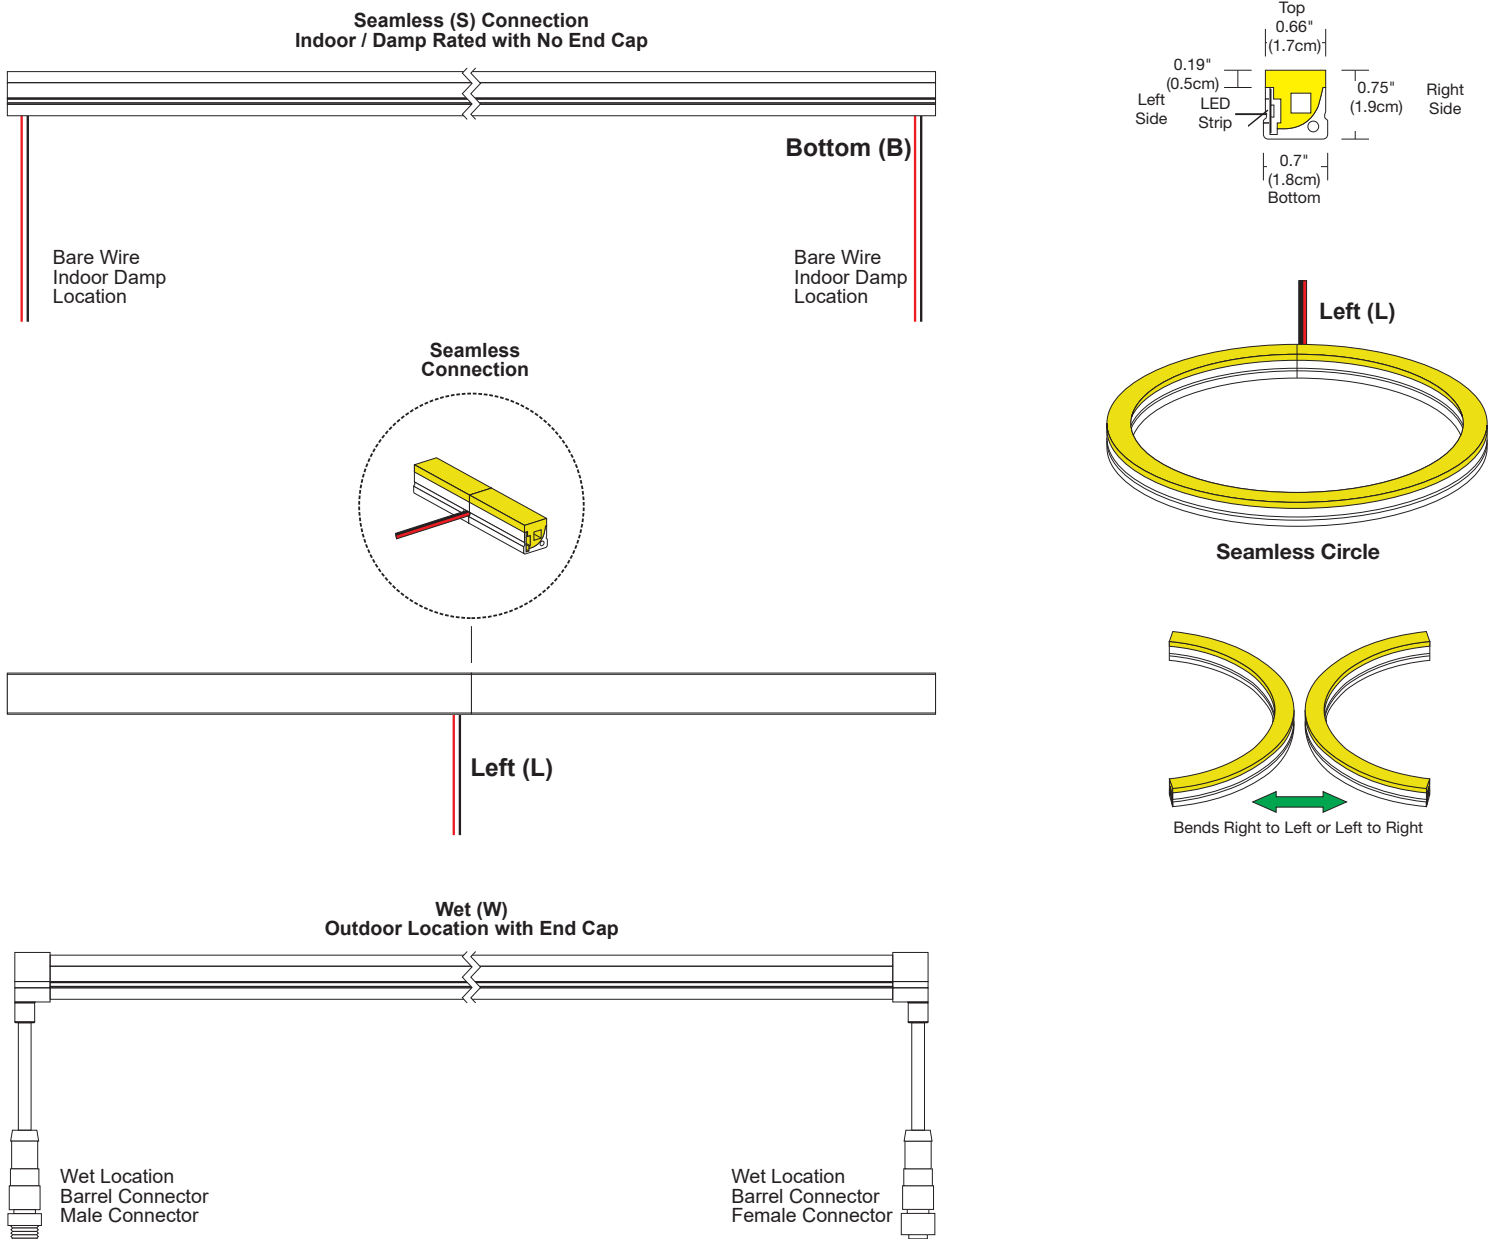 Seamless (S) Connection
Indoor / Damp Rated with No End Cap
Bottom (B)
Bare Wire
Indoor Damp
Location
Bare Wire
Indoor Damp
Location
Top
0.66"
(1.7cm)
0.19"
(0.5cm)
Left
Side
LED
Strip
0.75"
(1.9cm)
Right
Side
0.7"
(1.8cm)
Bottom
Left (L)
Seamless Circle
Seamless
Connection
Left (L)
Bends Right to Left or Left to Right
Wet (W)
Outdoor Location with End Cap
Wet Location
Barrel Connector
Male Connector
Wet Location
Barrel Connector
Female Connector